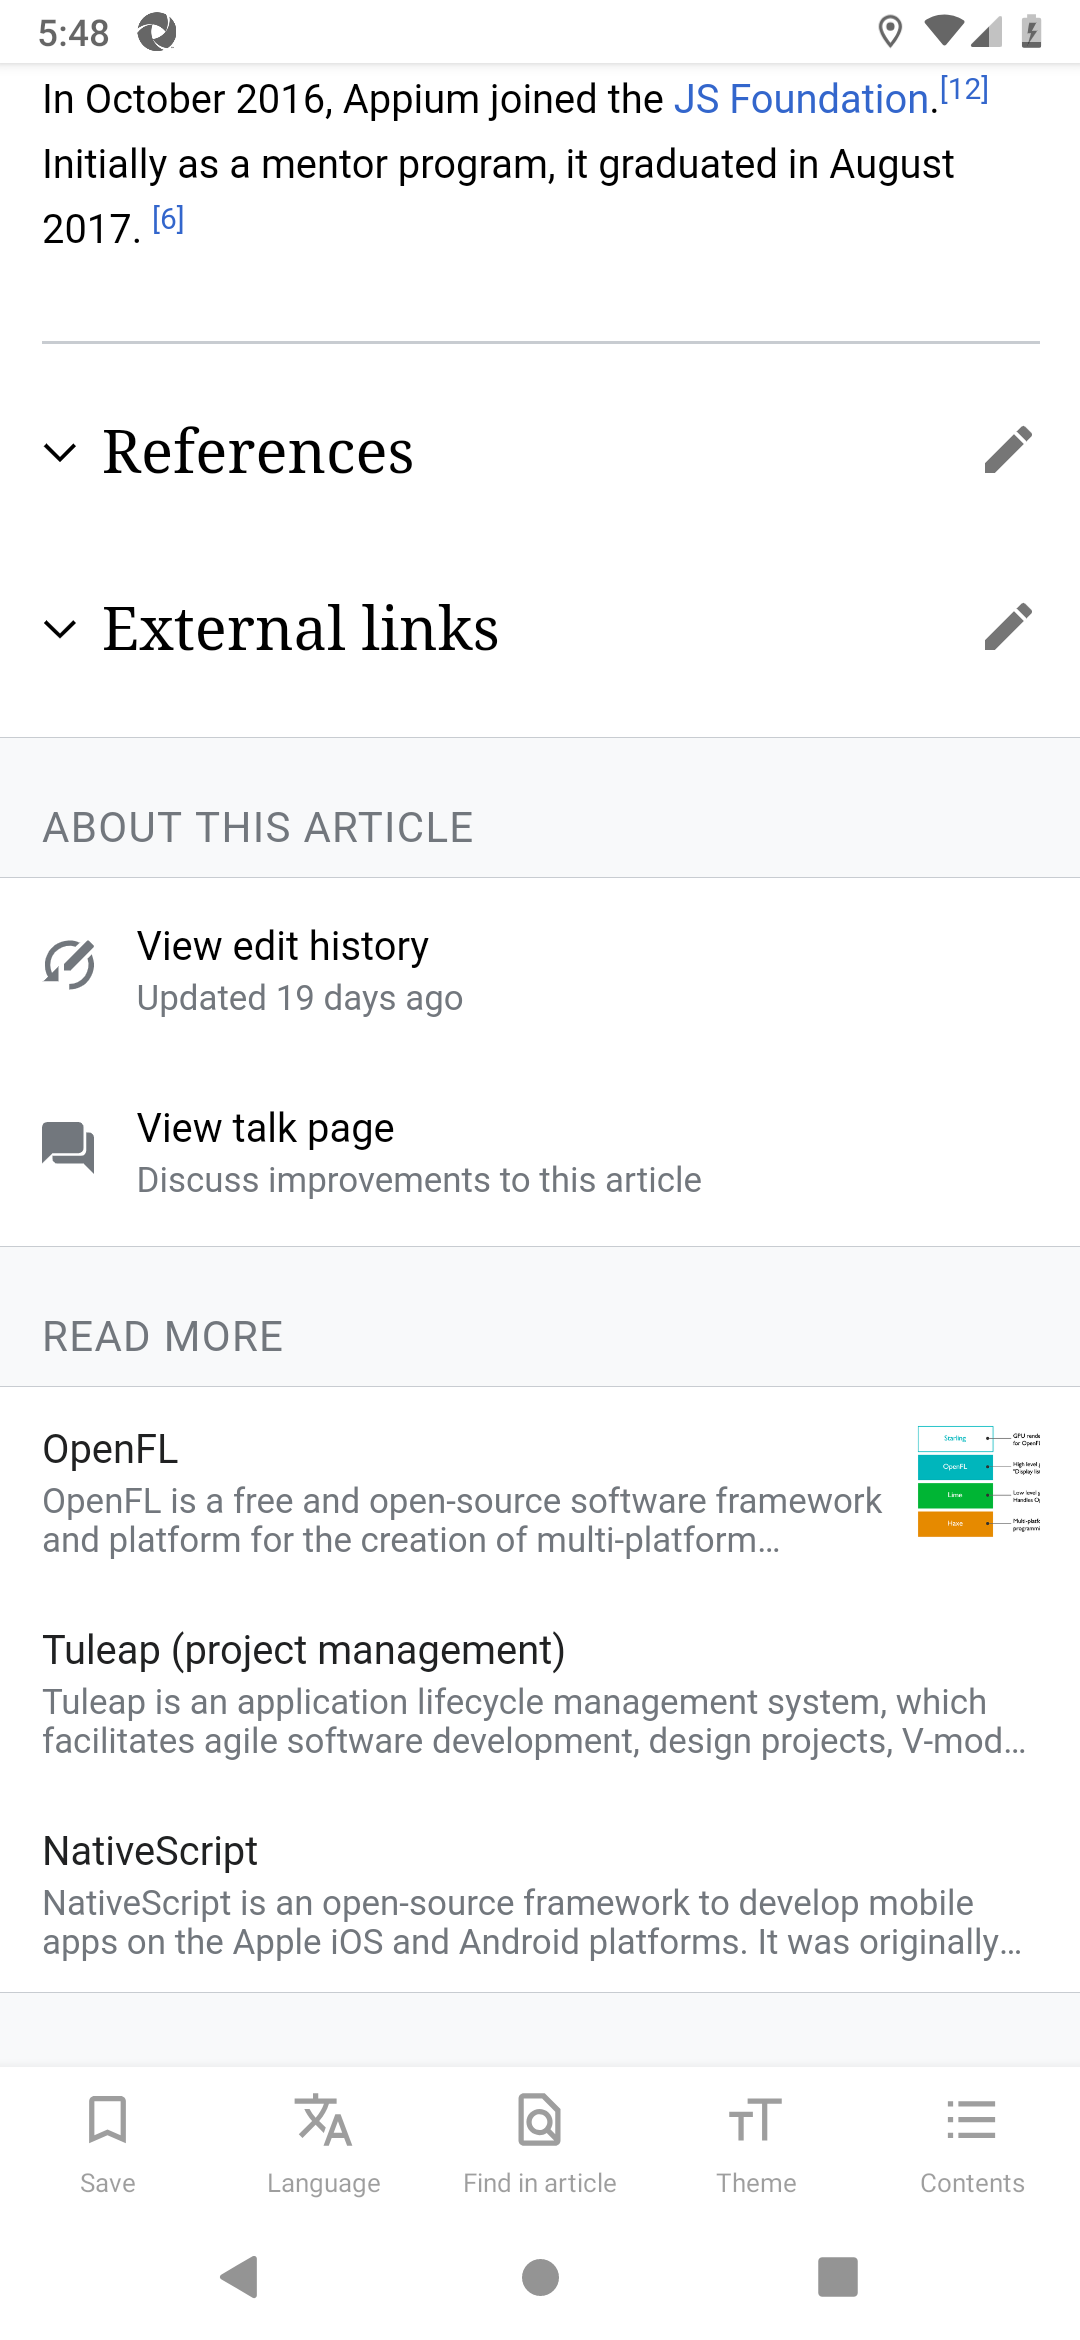 5:48
In October 2016, Appium joined the JS Foundation.[12]
Initially as a mentor program, it graduated in August
2017. [6]
References
External links
ABOUT THIS ARTICLE
View edit history
Updated 19 days ago
View talk page
Discuss improvements to this article
READ MORE
OpenFL
OpenFL is a free and open-source software framework
and platform for the creation of multi-platform…
Starling
OpenFL
Lime
Haxe
Tuleap (project management)
Tuleap is an application lifecycle management system, which
facilitates agile software development, design projects, V-mod…
NativeScript
NativeScript is an open-source framework to develop mobile
apps on the Apple iOS and Android platforms. It was originally…
Save
Language
Find in article
Theme
Contents